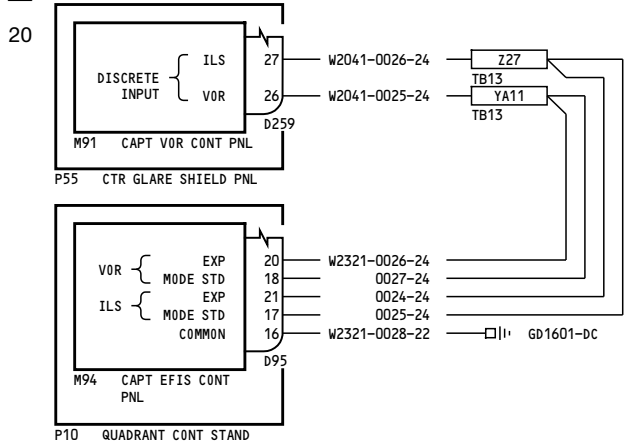 20
ILS 27 W2041-0026-24 Z27
DISCRETE INPUT TB13
VOR 26 W2041-0025-24 YA11
D259 TB13
M91 CAPT VOR CONT PNL
P55 CTR GLARE SHIELD PNL
VOR EXP 20 W2321-0026-24
MODE STD 18 0027-24
ILS EXP 21 0024-24
MODE STD 17 0025-24
COMMON 16 W2321-0028-22 GD1601-DC
D95
M94 CAPT EFIS CONT
PNL
P10 QUADRANT CONT STAND